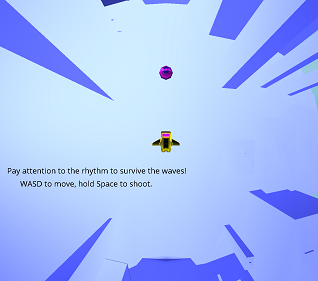 Pay attention to the rhythm to survive the waves!
WASD to move, hold Space to shoot.